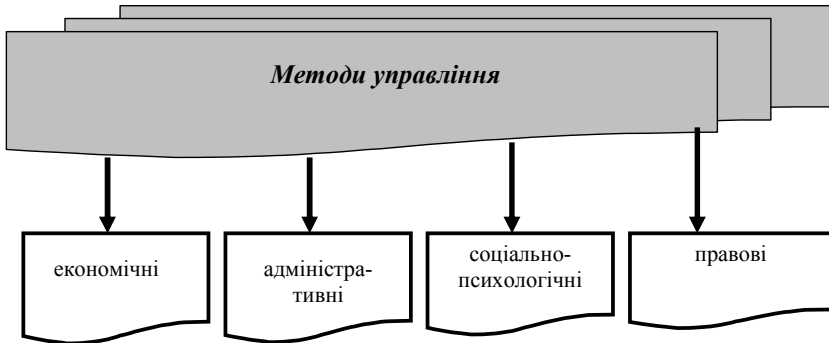 Методи управління
економічні
адміністра-
тивні
соціально-
психологічні
правові